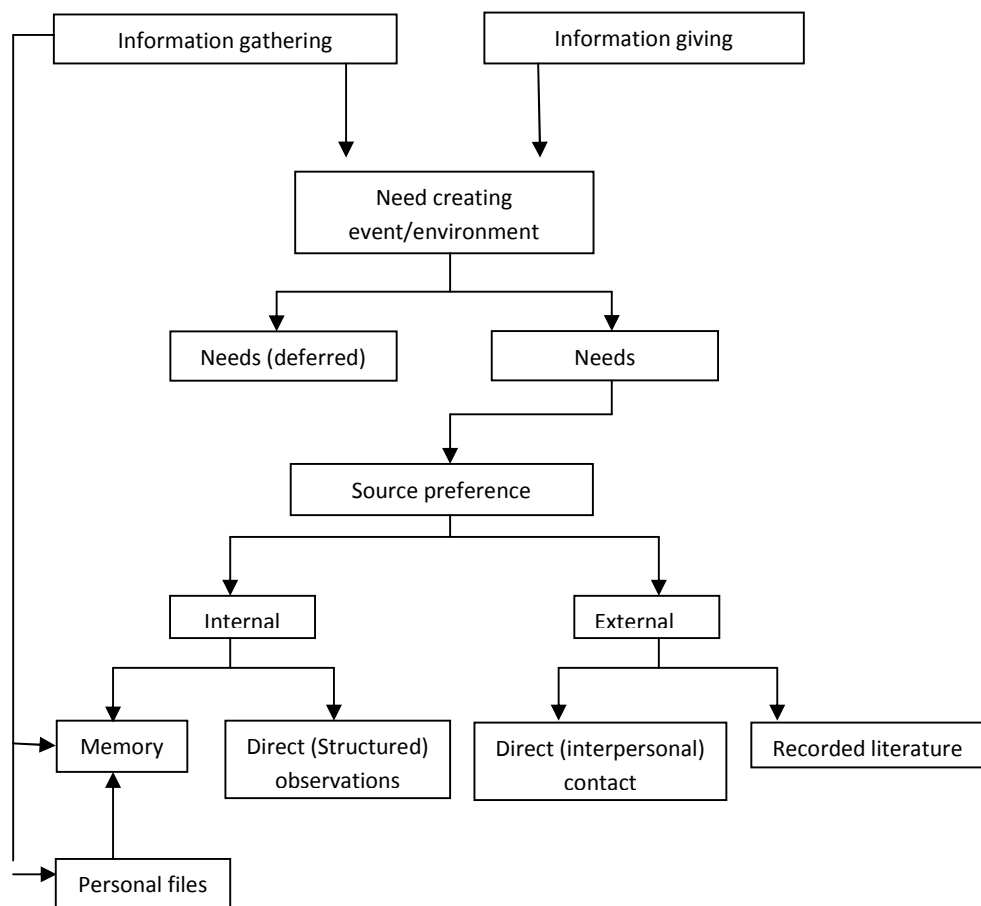 Information gathering
Information giving
Need creating
event/environment
Needs (deferred)
Needs
Source preference
Internal
External
Memory
Direct (Structured)
observations
Direct (interpersonal)
contact
Recorded literature
Personal files